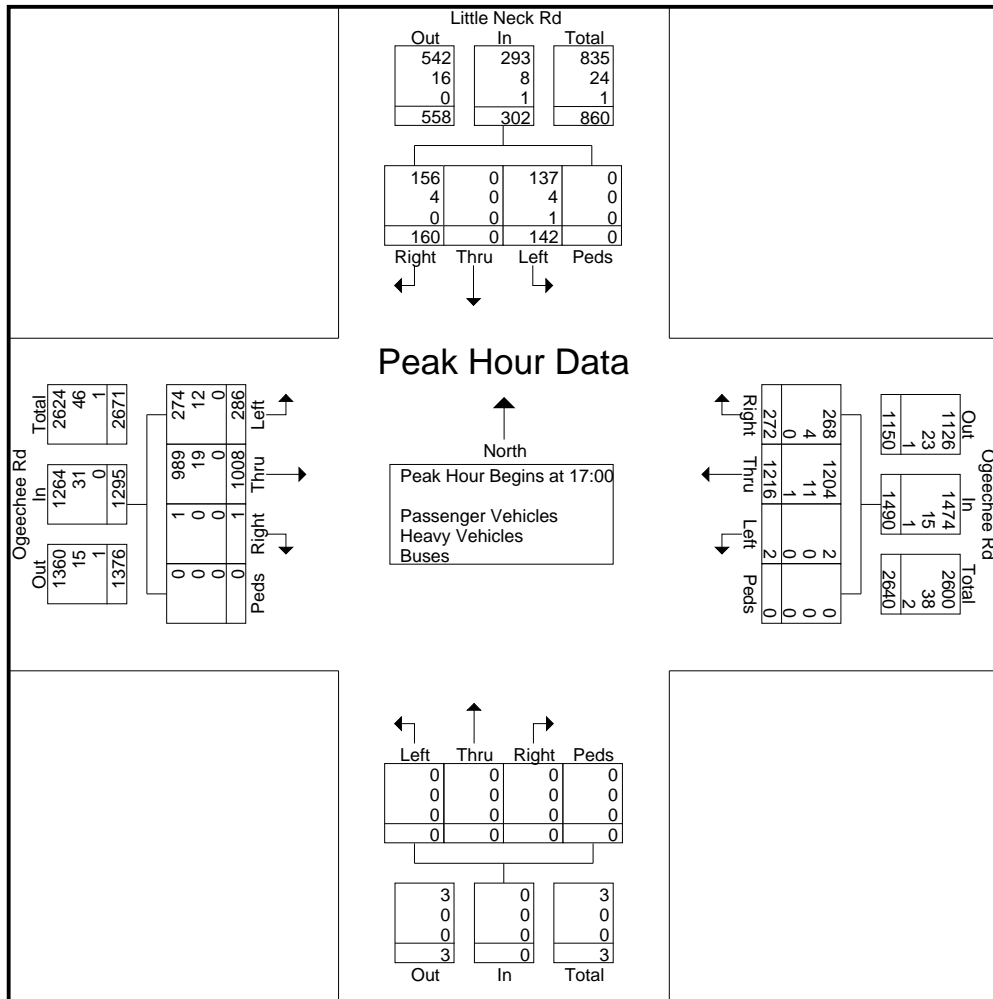 Little Neck Rd
Out In Total
542 293 835
16 8 24
0 1 1
558 302 860
156 0 137 0
4 0 4 0
0 0 1 0
160 0 142 0
Right Thru Left Peds
Peak Hour Data
North
Peak Hour Begins at 17:00
Passenger Vehicles
Heavy Vehicles
Buses
Ogeechee Rd
Total In Out
2624 1264 1360
46 31 15
1 0 1
2671 1295 1376
274 989 1 0
12 19 0 0
0 0 0 0
286 1008 1 0
Left Thru Right Peds
Ogeechee Rd
Out In Total
1126 1474 2600
23 15 38
1 1 2
1150 1490 2640
268 1204 2 0
4 11 0 0
0 1 0 0
272 1216 2 0
Right Thru Left Peds
Left Thru Right Peds
0 0 0 0
0 0 0 0
0 0 0 0
0 0 0 0
3 0 3
0 0 0
0 0 0
3 0 3
Out In Total